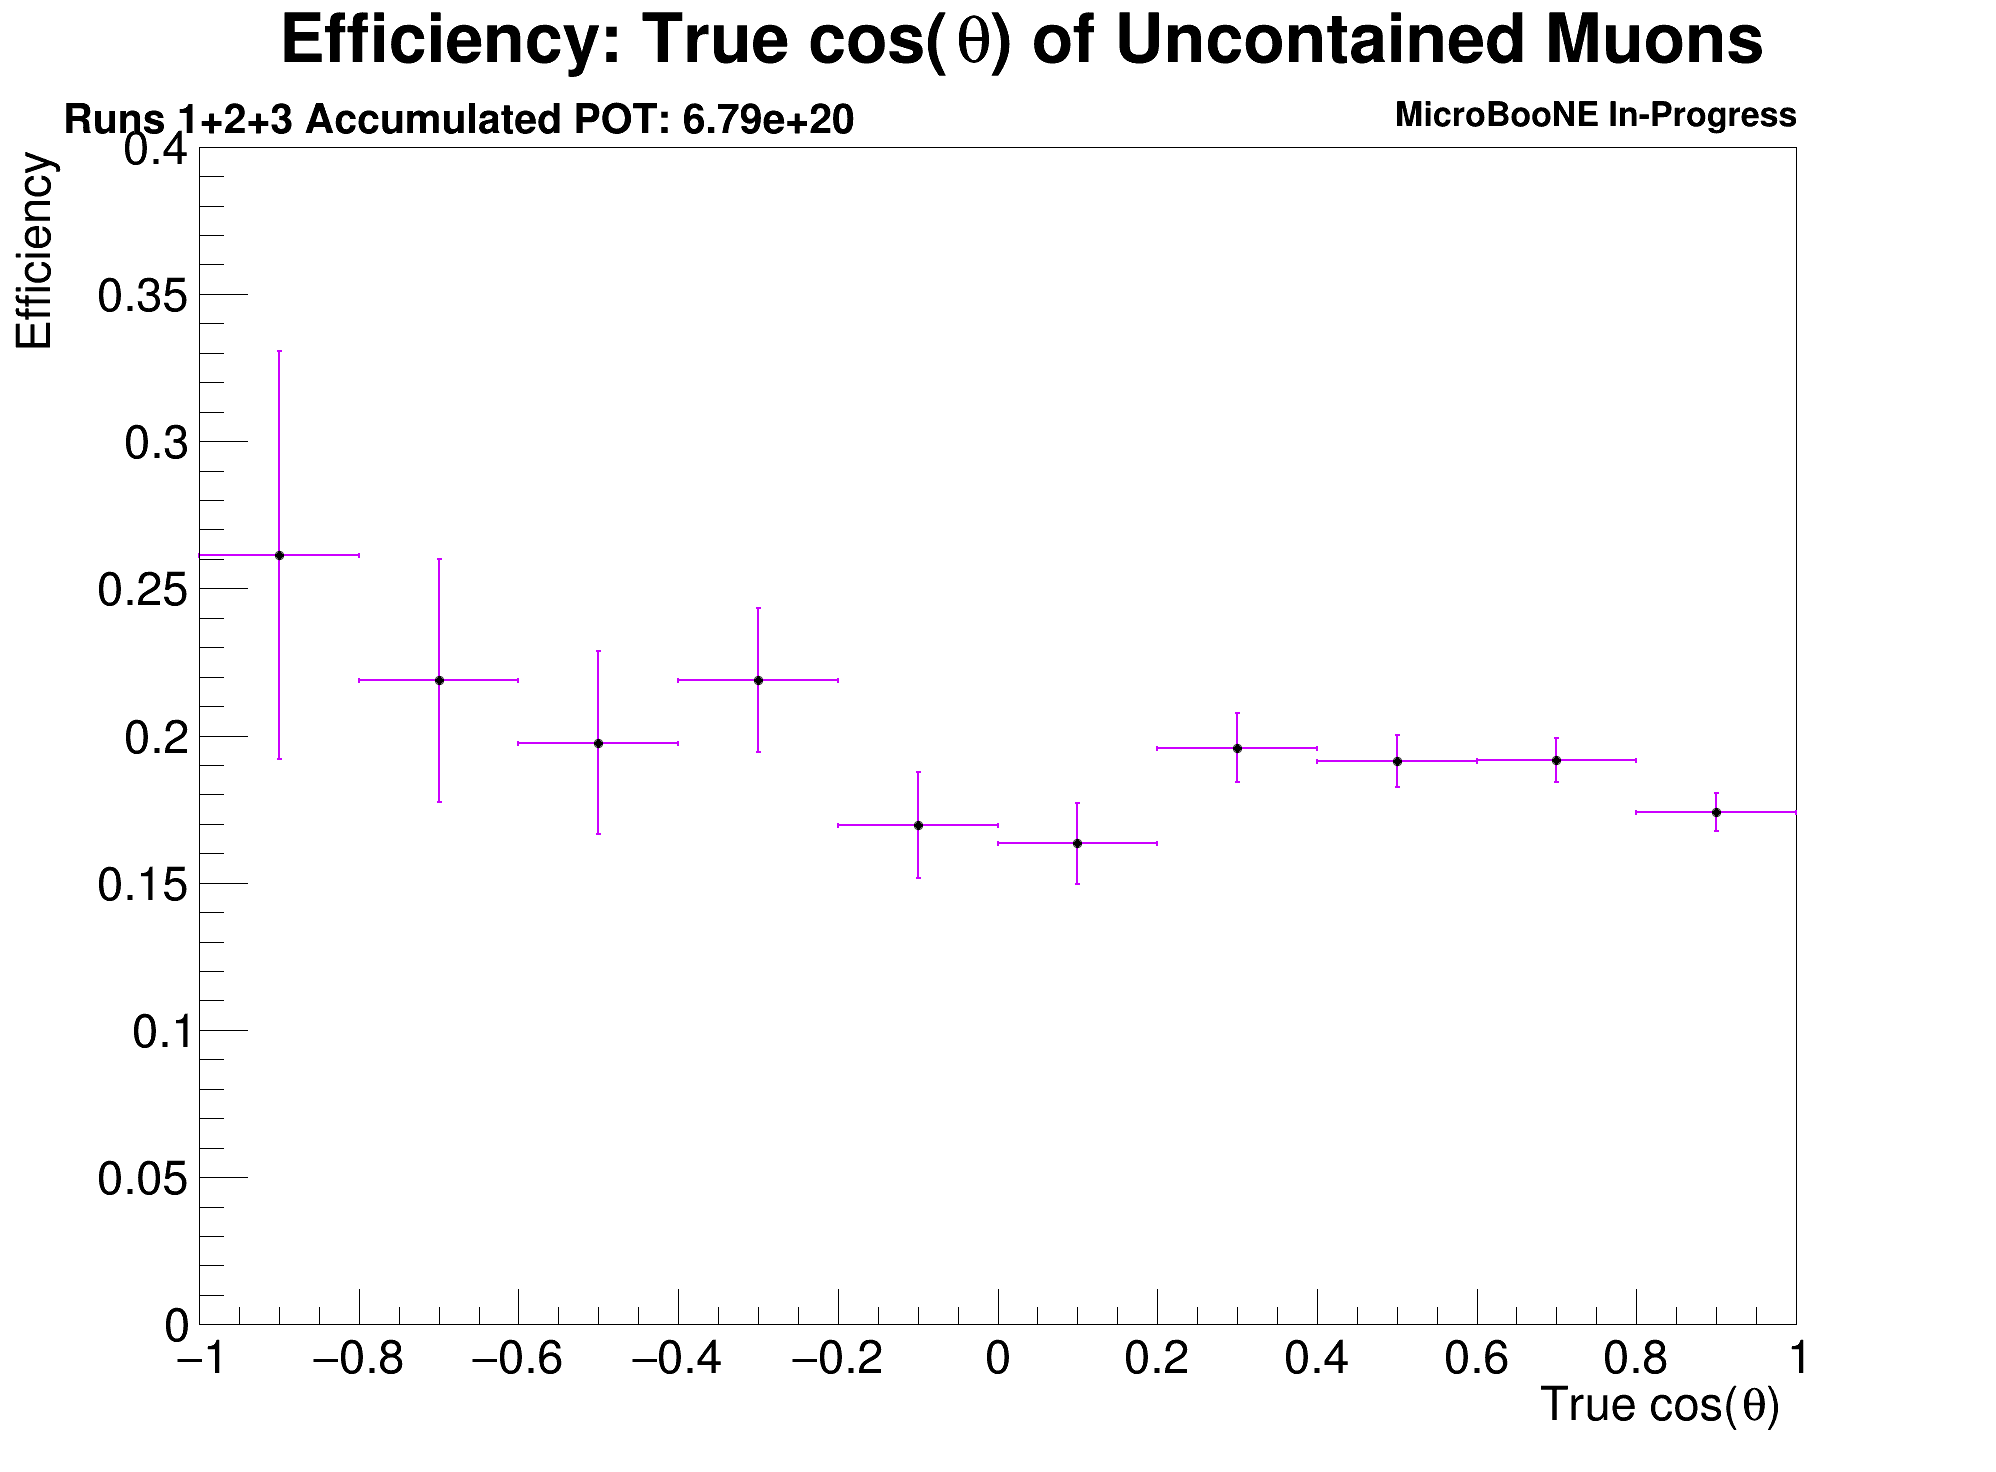 Efficiency: True cos(θ) of Uncontained Muons
Runs 1+2+3 Accumulated POT: 6.79e+20
MicroBooNE In-Progress
Efficiency
0.4
0.35
0.3
0.25
0.2
0.15
0.1
0.05
0
−1 −0.8 −0.6 −0.4 −0.2 0 0.2 0.4 0.6 0.8 1
True cos(θ)